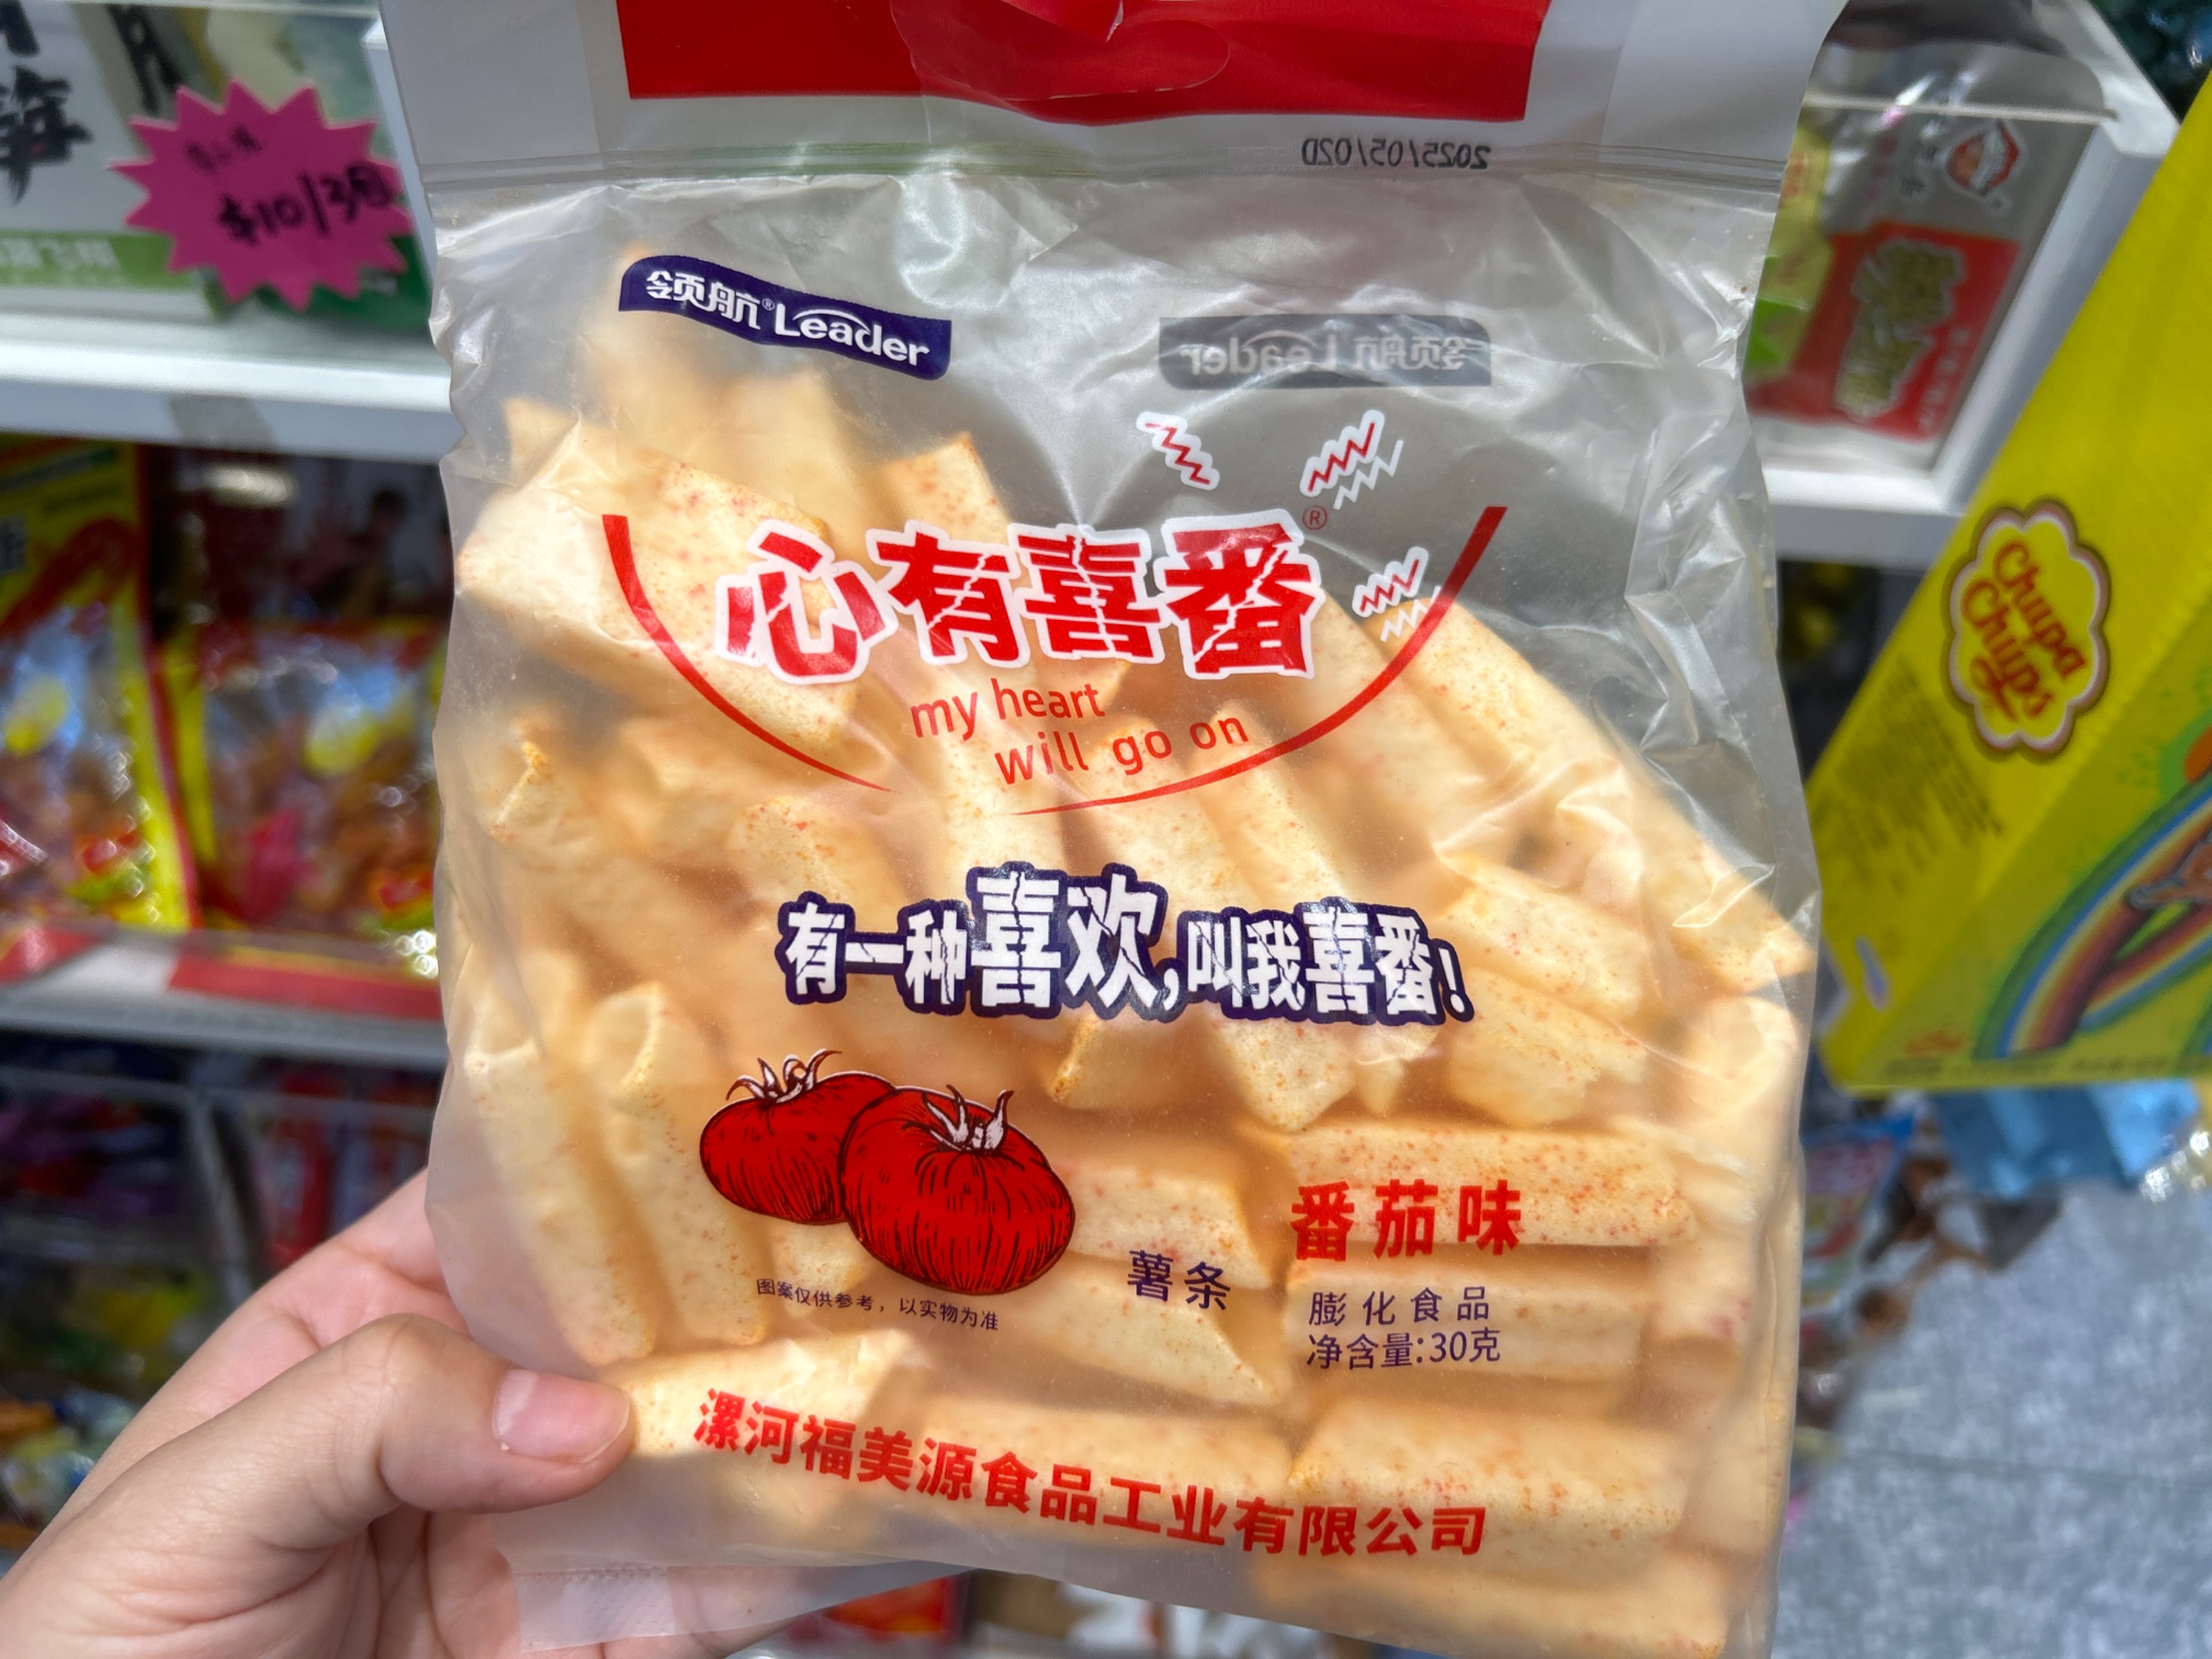 $10/3包
2025/05/02D
领航®Leader
领航 Leader
心有喜番®
my heart
will go on
有一种喜欢,叫我喜番!
番茄味
薯条
膨化食品
净含量:30克
图案仅供参考，以实物为准
漯河福美源食品工业有限公司
Chupa
Chups